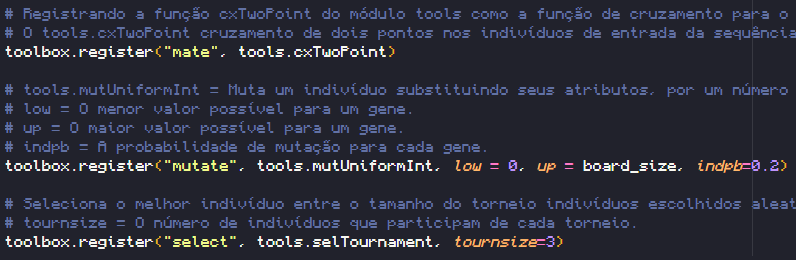 # Registrando a função cxTwoPoint do módulo tools como a função de cruzamento para o
# O tools.cxTwoPoint cruzamento de dois pontos nos indivíduos de entrada da sequência
toolbox.register("mate", tools.cxTwoPoint)
# tools.mutUniformInt = Muta um indivíduo substituindo seus atributos, por um número
# low = O menor valor possível para um gene.
# up = O maior valor possível para um gene.
# indpb = A probabilidade de mutação para cada gene.
toolbox.register("mutate", tools.mutUniformInt, low = 0, up = board_size, indpb=0.2)
# Seleciona o melhor indivíduo entre o tamanho do torneio indivíduos escolhidos aleat
# tournsize = O número de indivíduos que participam de cada torneio.
toolbox.register("select", tools.selTournament, tournsize=3)